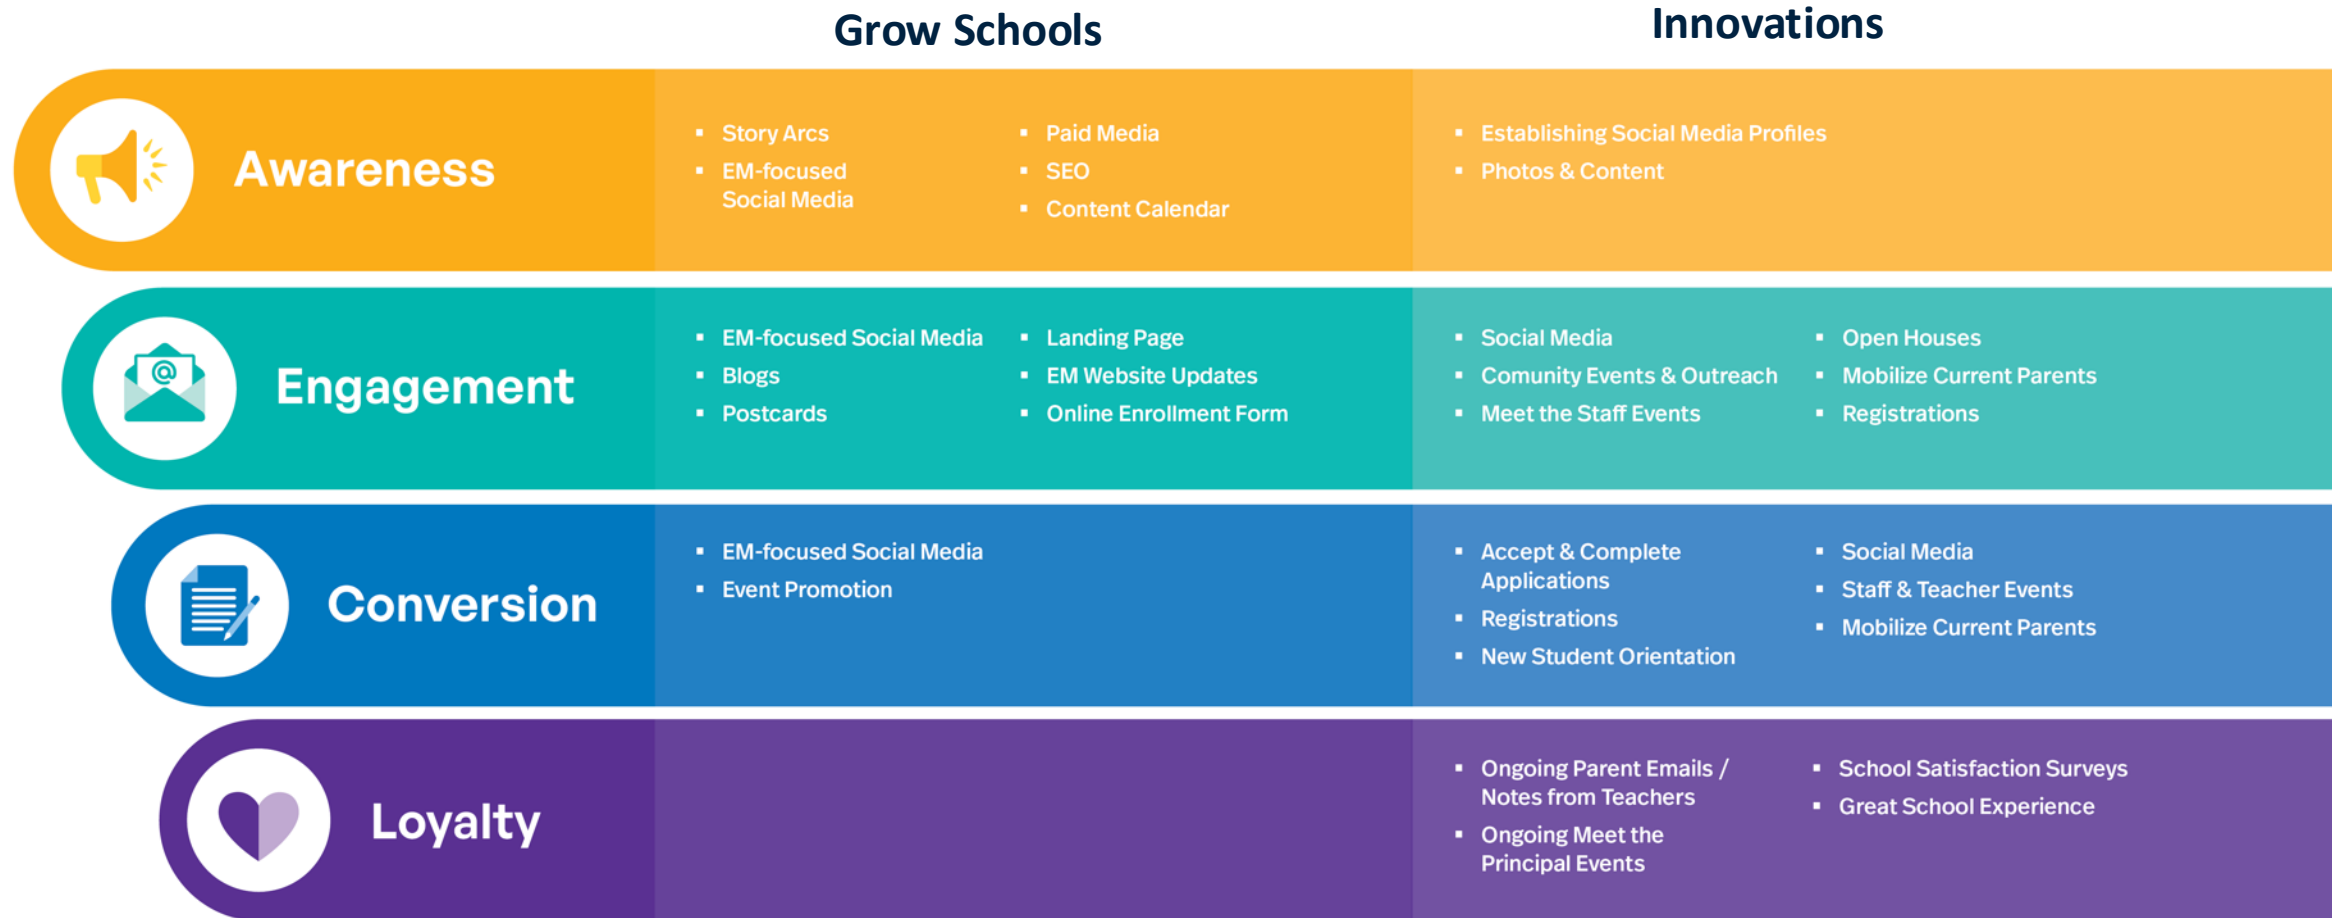 Grow Schools
Innovations
Awareness
▪ Story Arcs
▪ EM-focused
Social Media
▪ Paid Media
▪ SEO
▪ Content Calendar
▪ Establishing Social Media Profiles
▪ Photos & Content
@
Engagement
▪ EM-focused Social Media
▪ Blogs
▪ Postcards
▪ Landing Page
▪ EM Website Updates
▪ Online Enrollment Form
▪ Social Media
▪ Comunity Events & Outreach
▪ Meet the Staff Events
▪ Open Houses
▪ Mobilize Current Parents
▪ Registrations
Conversion
▪ EM-focused Social Media
▪ Event Promotion
▪ Accept & Complete
Applications
▪ Registrations
▪ New Student Orientation
▪ Social Media
▪ Staff & Teacher Events
▪ Mobilize Current Parents
Loyalty
▪ Ongoing Parent Emails /
Notes from Teachers
▪ Ongoing Meet the
Principal Events
▪ School Satisfaction Surveys
▪ Great School Experience